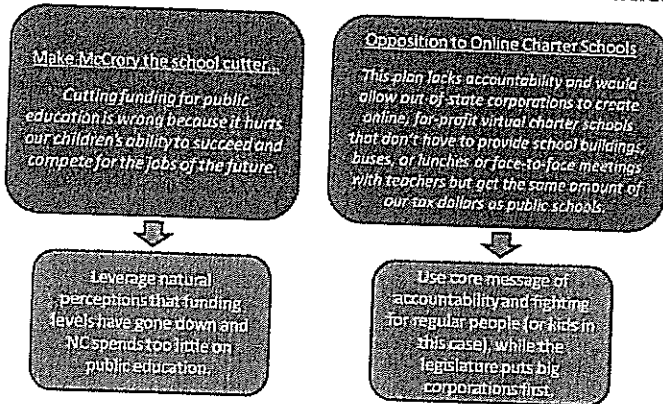 Make McCrory the school cutter...
Cutting funding for public
education is wrong because it hurts
our children's ability to succeed and
compete for the jobs of the future.
Leverage natural
perceptions that funding
levels have gone down and
NC spends too little on
public education.
Opposition to Online Charter Schools
This plan lacks accountability and would
allow out-of-state corporations to create
online, for-profit virtual charter schools
that don't have to provide school buildings,
buses, or lunches or face-to-face meetings
with teachers but get the same amount of
our tax dollars as public schools.
Use core message of
accountability and fighting
for regular people (or kids in
this case), while the
legislature puts big
corporations first.